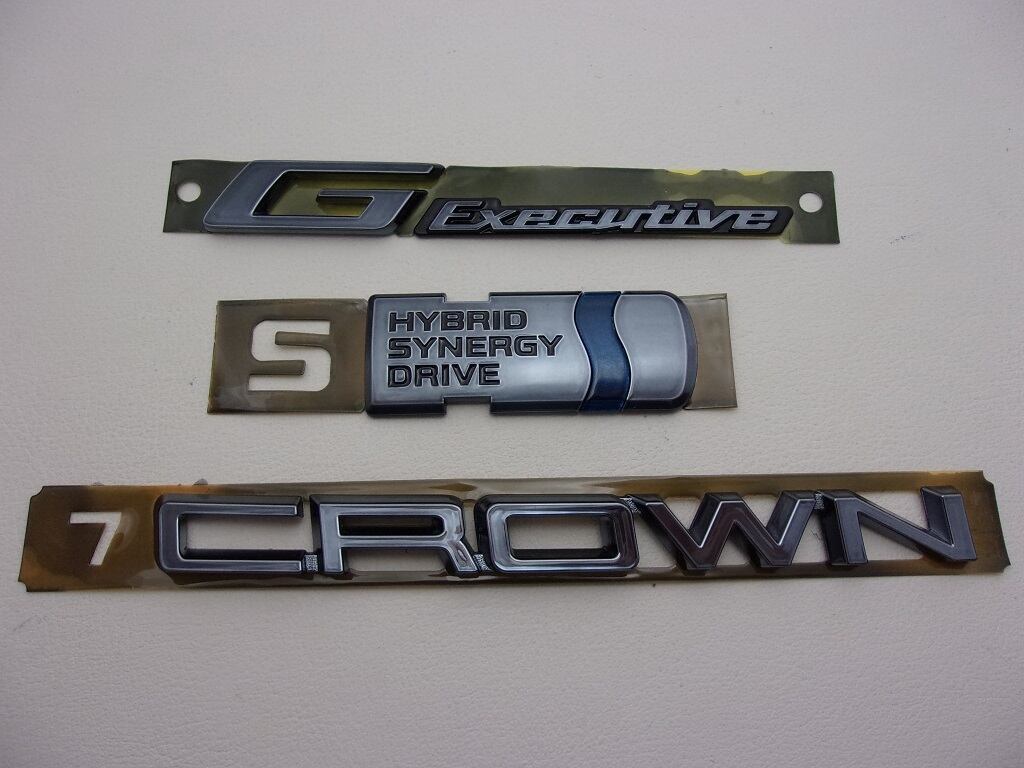 G Executive
S HYBRID
SYNERGY
DRIVE
7 CROWN